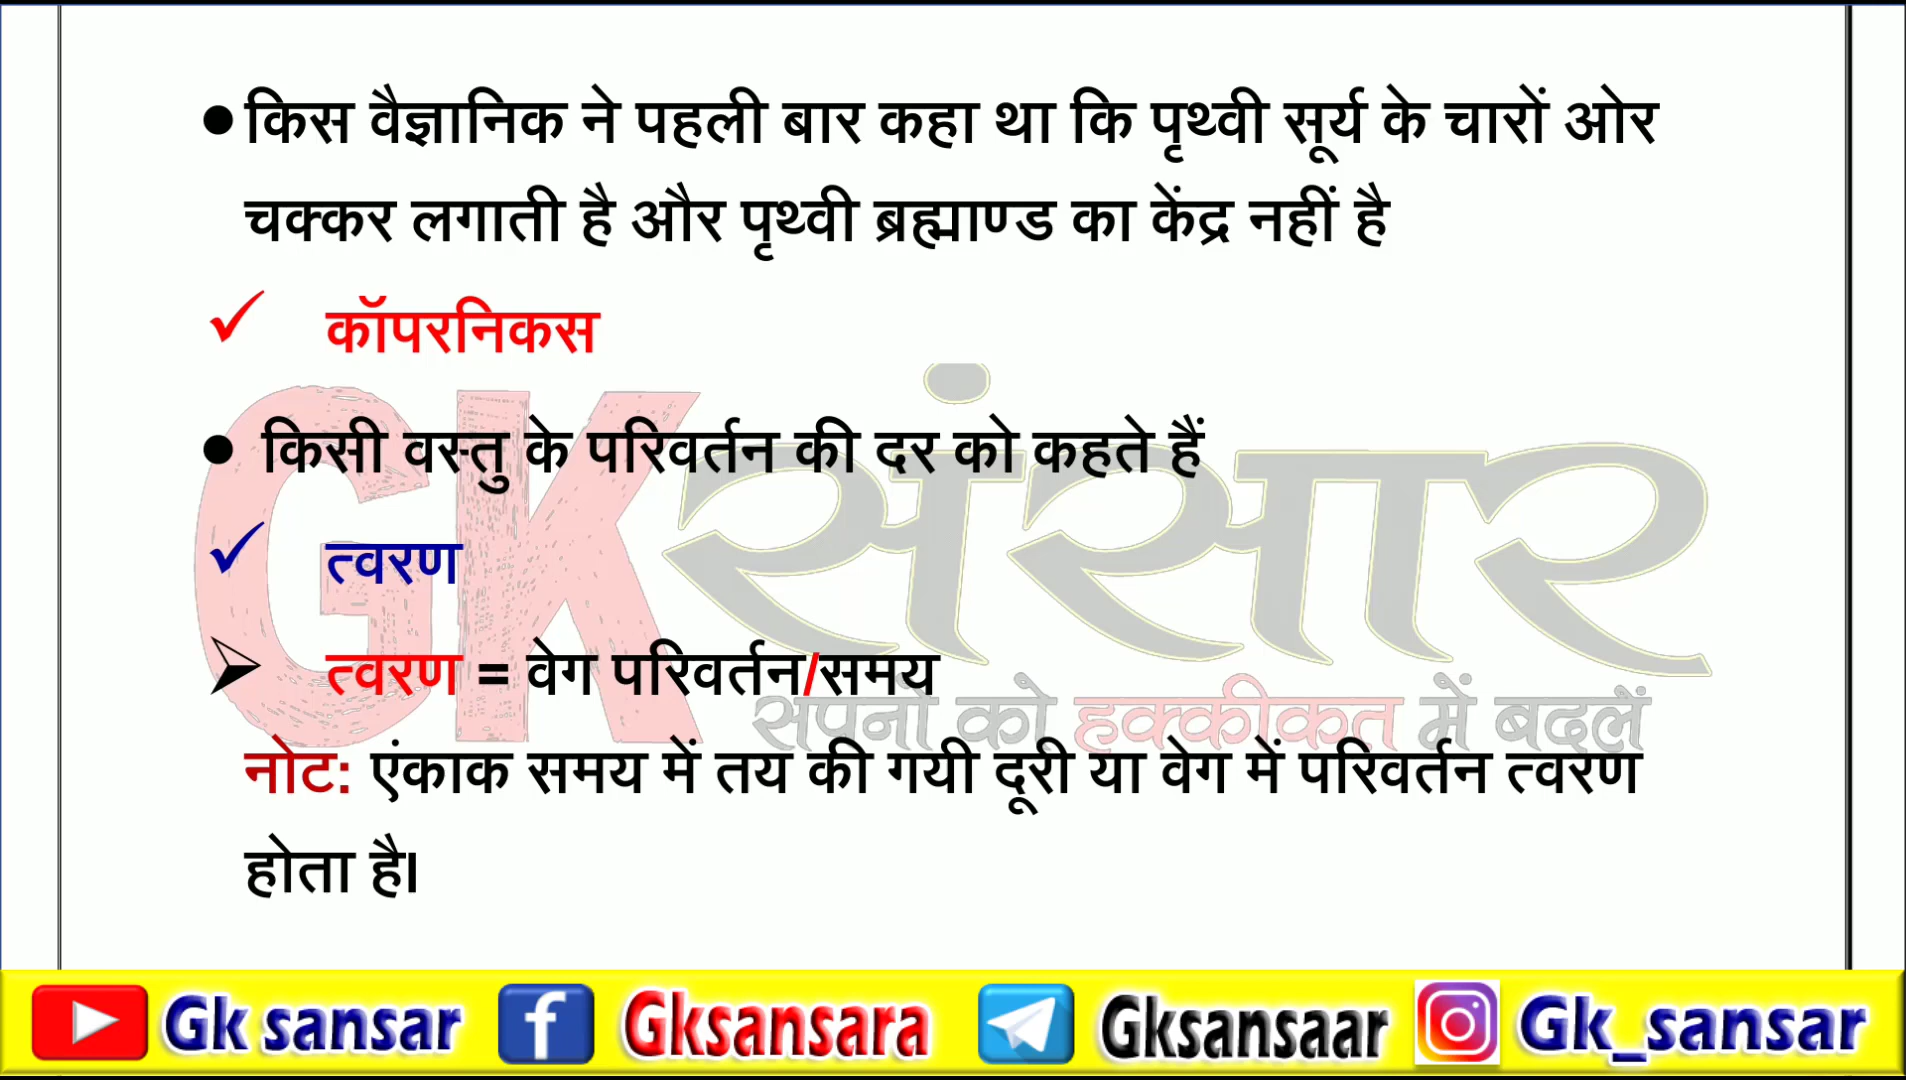 ● किस वैज्ञानिक ने पहली बार कहा था कि पृथ्वी सूर्य के चारों ओर
चक्कर लगाती है और पृथ्वी ब्रह्माण्ड का केंद्र नहीं है
✓ कॉपरनिकस
● किसी वस्तु के परिवर्तन की दर को कहते हैं
✓ त्वरण
➢ त्वरण = वेग परिवर्तन/समय
नोट: एंकाक समय में तय की गयी दूरी या वेग में परिवर्तन त्वरण
होता है।
GK संसार
सपनों को हक्कीकत में बदलें
Gk sansar Gksansara Gksansaar Gk_sansar